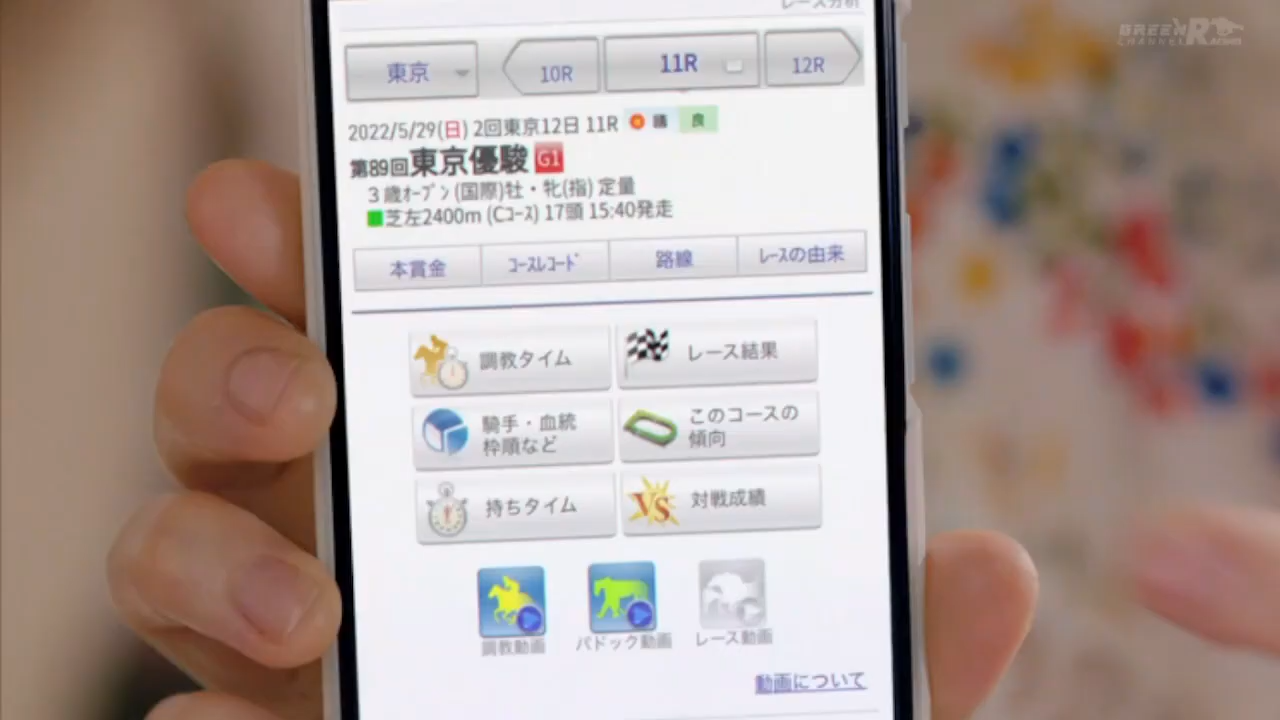 レース分析
東京
10R
11R
12R
2022/5/29(日) 2回東京12日 11R 晴 良
第89回東京優駿 G1
3歳オープン(国際)牡・牝(指) 定量
芝左2400m (Cコース) 17頭 15:40発走
本賞金
コースレコード
路線
レースの由来
調教タイム
レース結果
騎手・血統
枠順など
このコースの
傾向
持ちタイム
VS 対戦成績
調教動画
パドック動画
レース動画
動画について
GREEN
CHANNEL